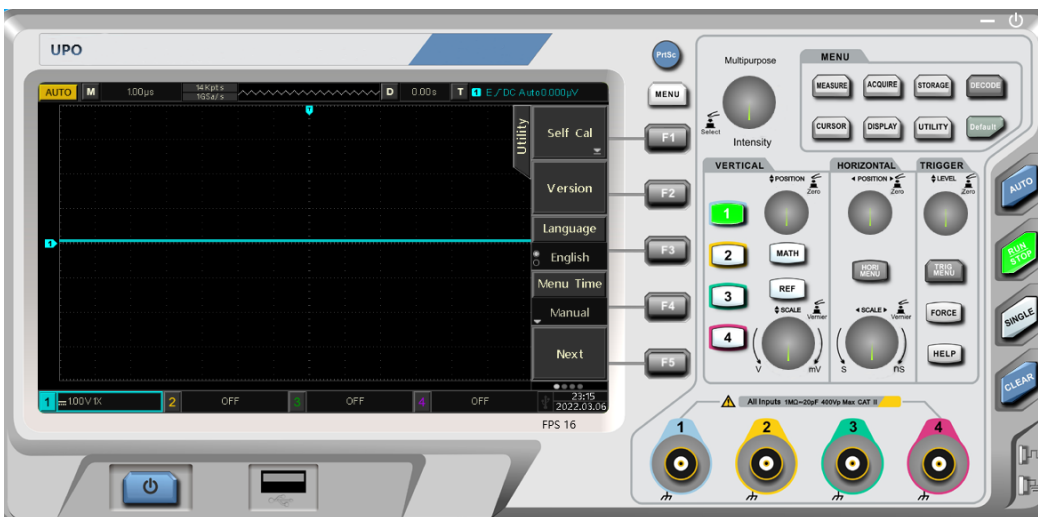 UPO
AUTO M 1.00μs 14Kpts 1GSa/s D 0.00s T 1 E DC Auto 0.000μV
Utility
Self Cal
Version
Language
English
Menu Time
Manual
Next
1
1 1.00V 1X 2 OFF 3 OFF 4 OFF 23:15
2022.03.06
FPS 16
PrtSc
MENU
F1
F2
F3
F4
F5
Multipurpose
Select
Intensity
MENU
MEASURE ACQUIRE STORAGE DECODE
CURSOR DISPLAY UTILITY Default
VERTICAL HORIZONTAL TRIGGER
POSITION Zero POSITION Zero LEVEL Zero
1
2 MATH
HORI MENU TRIG MENU
3 REF
SCALE Vernier SCALE Vernier FORCE
4
V mV S nS HELP
AUTO
RUN
STOP
SINGLE
CLEAR
All Inputs 1MΩ~20pF 400Vp Max CAT II
1 2 3 4